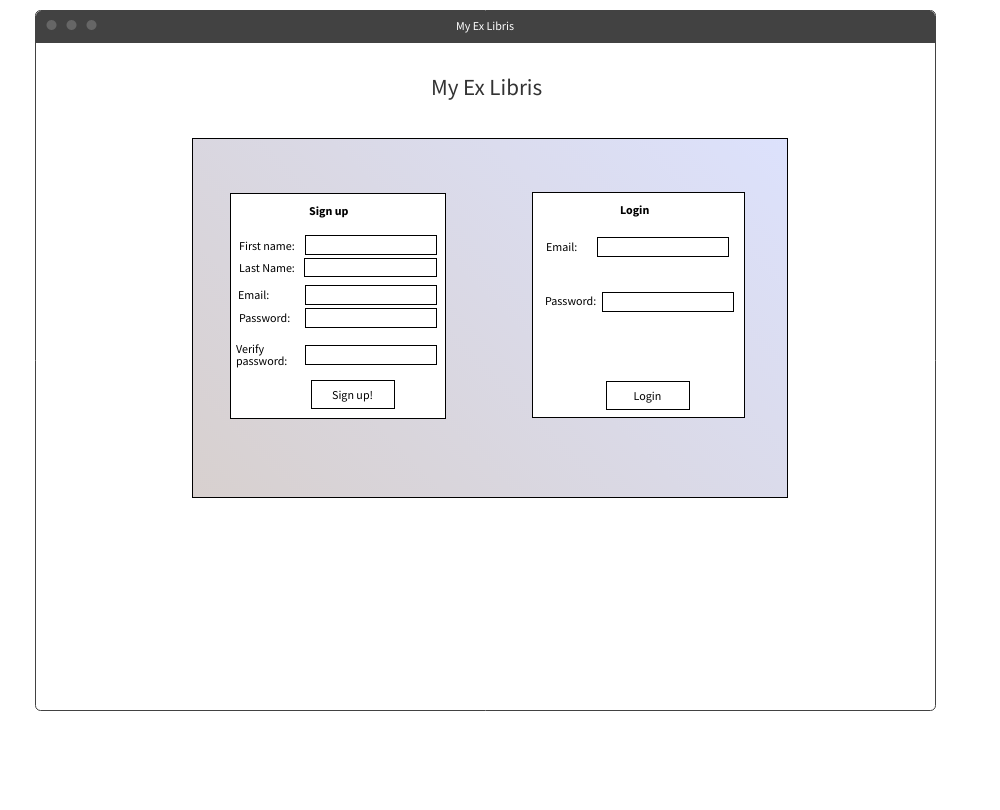 My Ex Libris
My Ex Libris
Sign up
First name:
Last Name:
Email:
Password:
Verify
password:
Sign up!
Login
Email:
Password:
Login